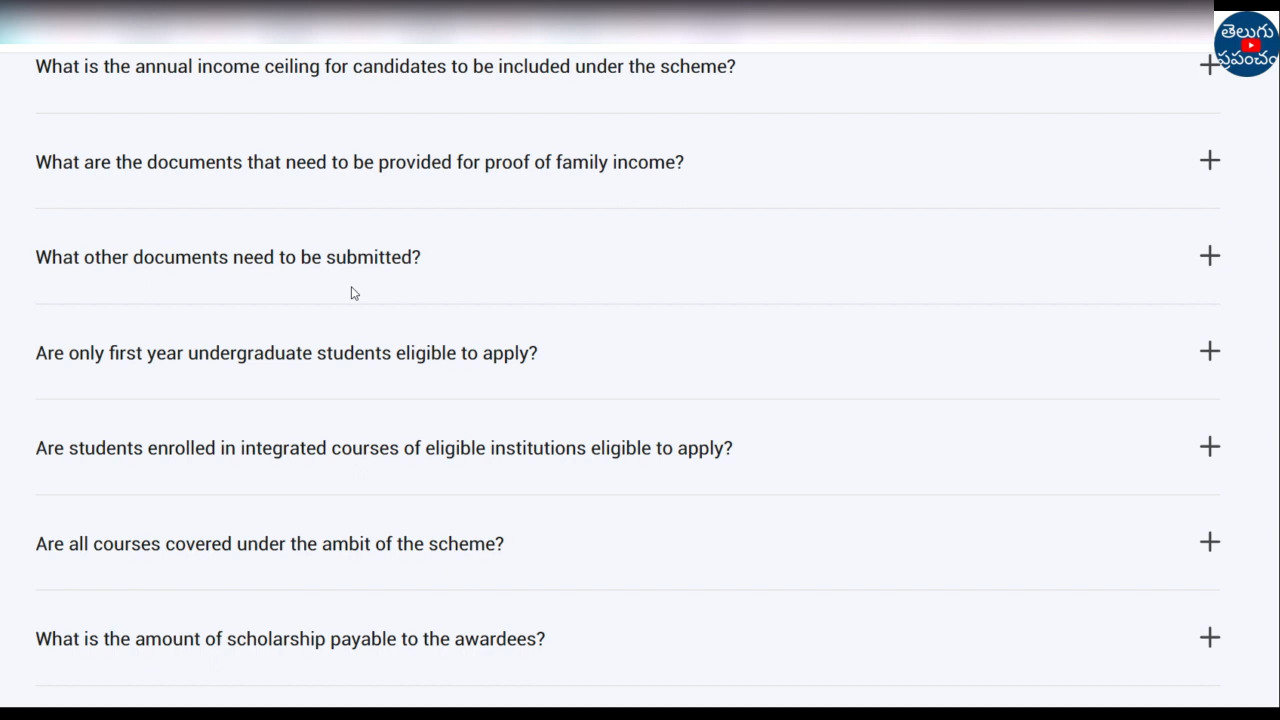 తెలుగు
ప్రపంచం
What is the annual income ceiling for candidates to be included under the scheme?
What are the documents that need to be provided for proof of family income?
What other documents need to be submitted?
Are only first year undergraduate students eligible to apply?
Are students enrolled in integrated courses of eligible institutions eligible to apply?
Are all courses covered under the ambit of the scheme?
What is the amount of scholarship payable to the awardees?